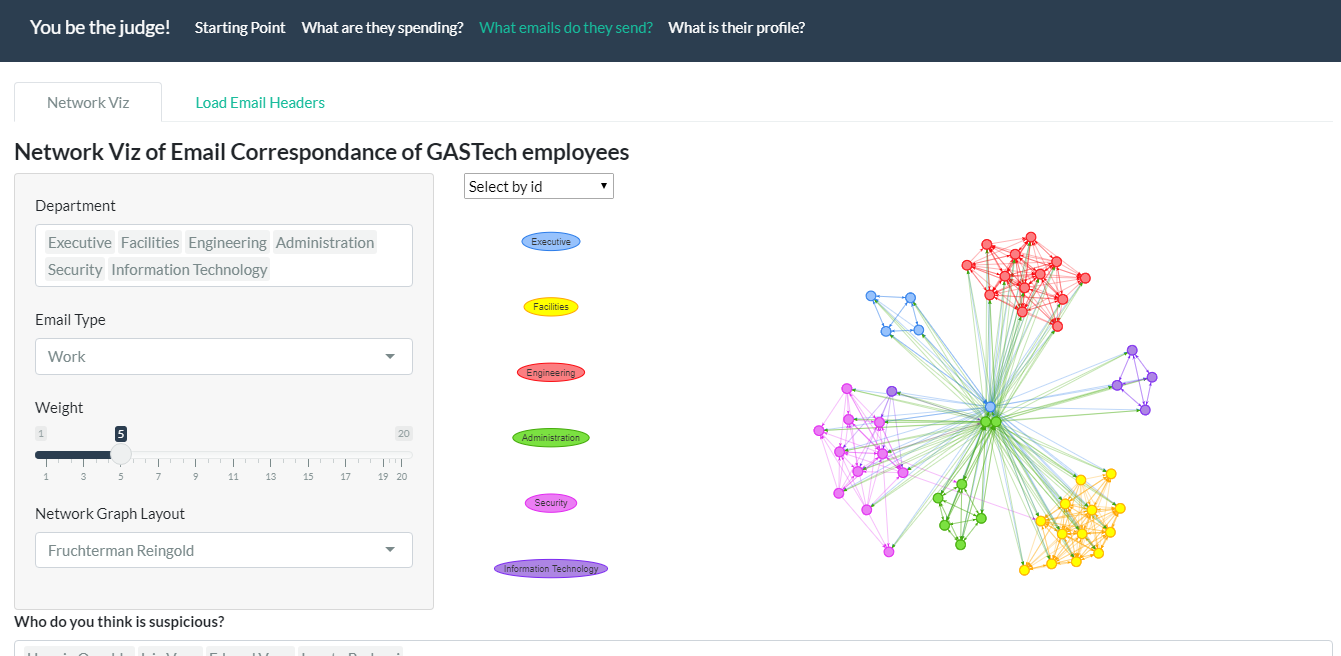 You be the judge! Starting Point What are they spending? What emails do they send? What is their profile?
Network Viz Load Email Headers
Network Viz of Email Correspondance of GASTech employees
Department
Executive Facilities Engineering Administration
Security Information Technology
Email Type
Work
Weight
1 5 20
1 3 5 7 9 11 13 15 17 19 20
Network Graph Layout
Fruchterman Reingold
Select by id
Executive
Facilities
Engineering
Administration
Security
Information Technology
Who do you think is suspicious?